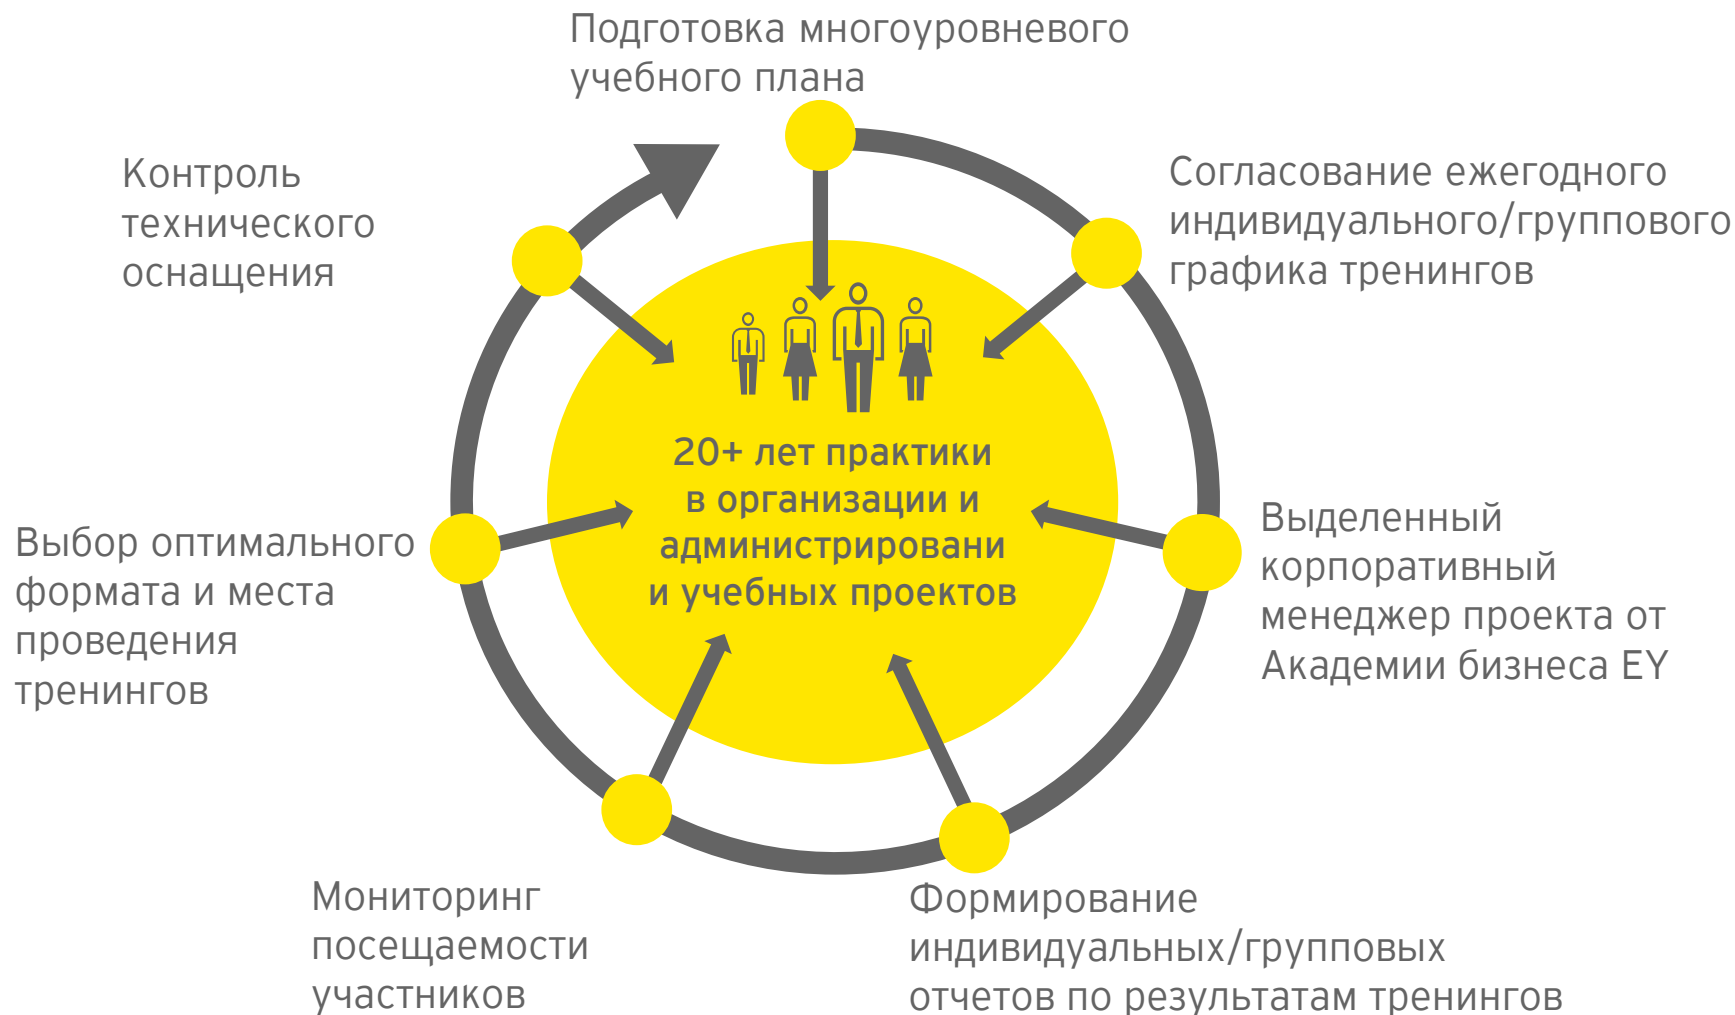 Подготовка многоуровневого
учебного плана
Согласование ежегодного
индивидуального/группового
графика тренингов
Выделенный
корпоративный
менеджер проекта от
Академии бизнеса EY
Формирование
индивидуальных/групповых
отчетов по результатам тренингов
Мониторинг
посещаемости
участников
Выбор оптимального
формата и места
проведения
тренингов
Контроль
технического
оснащения
20+ лет практики
в организации и
администрировани
и учебных проектов